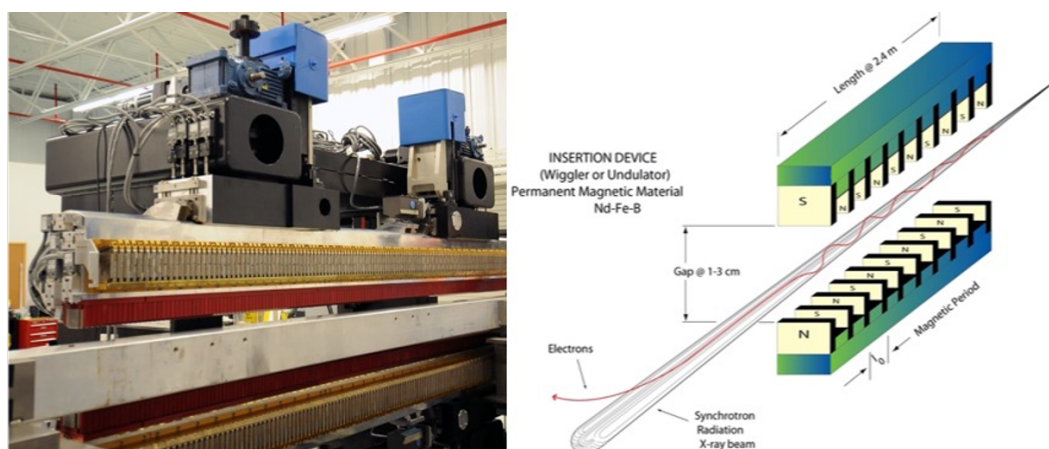 Length @ 2.4 m
INSERTION DEVICE
(Wiggler or Undulator)
Permanent Magnetic Material
Nd-Fe-B
S
N
S
N
S
N
S
N
S
N
Gap @ 1-3 cm
S
N
S
N
S
N
S
N
Magnetic Period
l
0
Electrons
Synchrotron
Radiation
X-ray beam